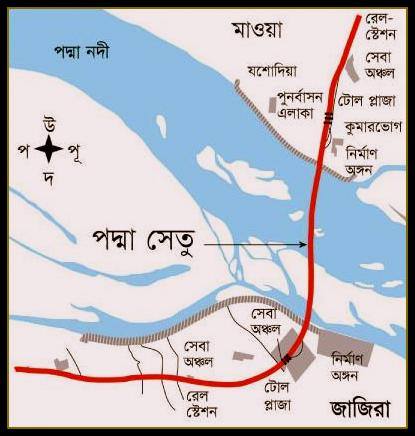 রেল-
স্টেশন
মাওয়া
পদ্মা নদী
সেবা
অঞ্চল
যশোদিয়া
পুনর্বাসন
এলাকা
টোল প্লাজা
কুমারভোগ
নির্মাণ
অঙ্গন
উ
প
পূ
দ
পদ্মা সেতু
সেবা
অঞ্চল
সেবা
অঞ্চল
রেল
স্টেশন
টোল
প্লাজা
নির্মাণ
অঙ্গন
জাজিরা